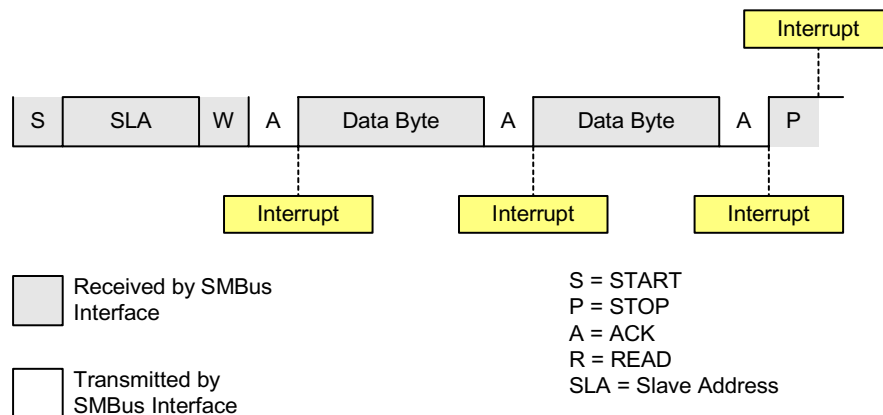 Interrupt
S SLA W A Data Byte A Data Byte A P
Interrupt Interrupt Interrupt
Received by SMBus
Interface
Transmitted by
SMBus Interface
S = START
P = STOP
A = ACK
R = READ
SLA = Slave Address